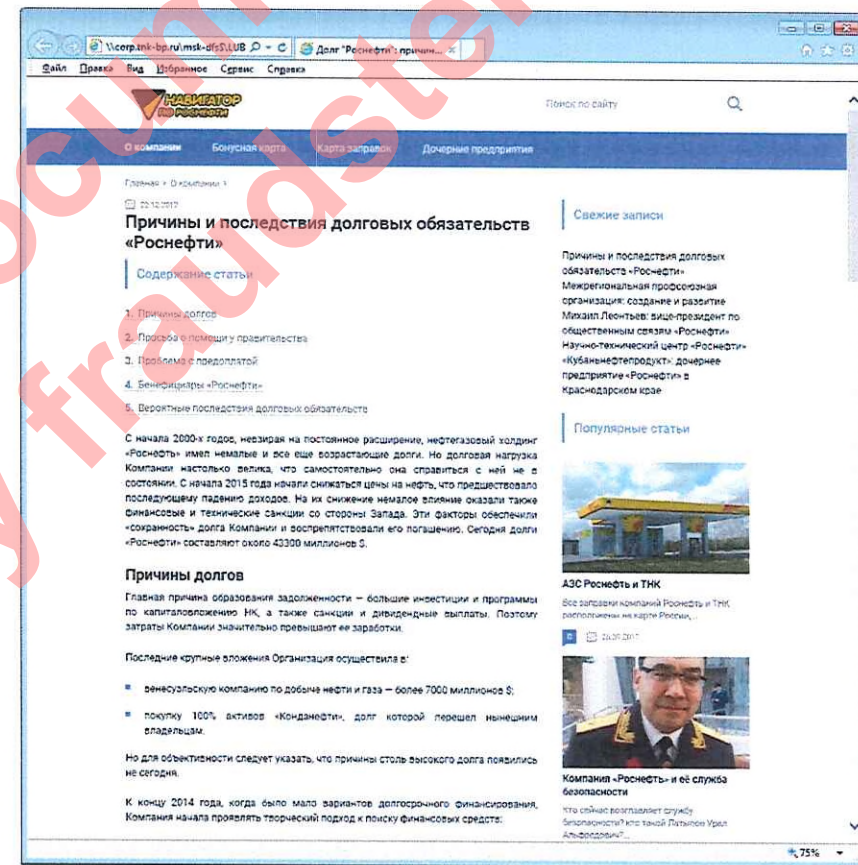 \\corp.tnk-bp.ru\msk-dfs5\LUB
Долг "Роснефти": причин...
Файл Правка Вид Избранное Сервис Справка
НАВИГАТОР
ПО РОСНЕФТИ
Поиск по сайту
О компании Бонусная карта Карта заправок Дочерние предприятия
Главная > О компании >
22.12.2017
Причины и последствия долговых обязательств
«Роснефти»
Содержание статьи
1. Причины долгов
2. Просьба о помощи у правительства
3. Проблема с предоплатой
4. Бенефициары «Роснефти»
5. Вероятные последствия долговых обязательств
С начала 2000-х годов, невзирая на постоянное расширение, нефтегазовый холдинг
«Роснефть» имел немалые и все еще возрастающие долги. Но долговая нагрузка
Компании настолько велика, что самостоятельно она справиться с ней не в
состоянии. С начала 2015 года начали снижаться цены на нефть, что предшествовало
последующему падению доходов. На их снижение немалое влияние оказали также
финансовые и технические санкции со стороны Запада. Эти факторы обеспечили
«сохранность» долга Компании и воспрепятствовали его погашению. Сегодня долги
«Роснефти» составляют около 43300 миллионов $.
Причины долгов
Главная причина образования задолженности — большие инвестиции и программы
по капиталовложению НК, а также санкции и дивидендные выплаты. Поэтому
затраты Компании значительно превышают ее заработки.
Последние крупные вложения Организация осуществила в:
венесуэльскую компанию по добыче нефти и газа — более 7000 миллионов $;
покупку 100% активов «Конданефти», долг которой перешел нынешним
владельцам.
Но для объективности следует указать, что причины столь высокого долга появились
не сегодня.
К концу 2014 года, когда было мало вариантов долгосрочного финансирования,
Компания начала проявлять творческий подход к поиску финансовых средств:
Свежие записи
Причины и последствия долговых
обязательств «Роснефти»
Межрегиональная профсоюзная
организация: создание и развитие
Михаил Леонтьев: вице-президент по
общественным связям «Роснефти»
Научно-технический центр «Роснефти»
«Кубаньнефтепродукт»: дочернее
предприятие «Роснефти» в
Краснодарском крае
Популярные статьи
АЗС Роснефть и ТНК
Все заправки компаний Роснефть и ТНК,
расположены на карте России,...
Компания «Роснефть» и её служба
безопасности
Кто сейчас возглавляет службу
безопасности? кто такой Латыпов Урал
Альфредович?...
75%
ocum
y fraudster